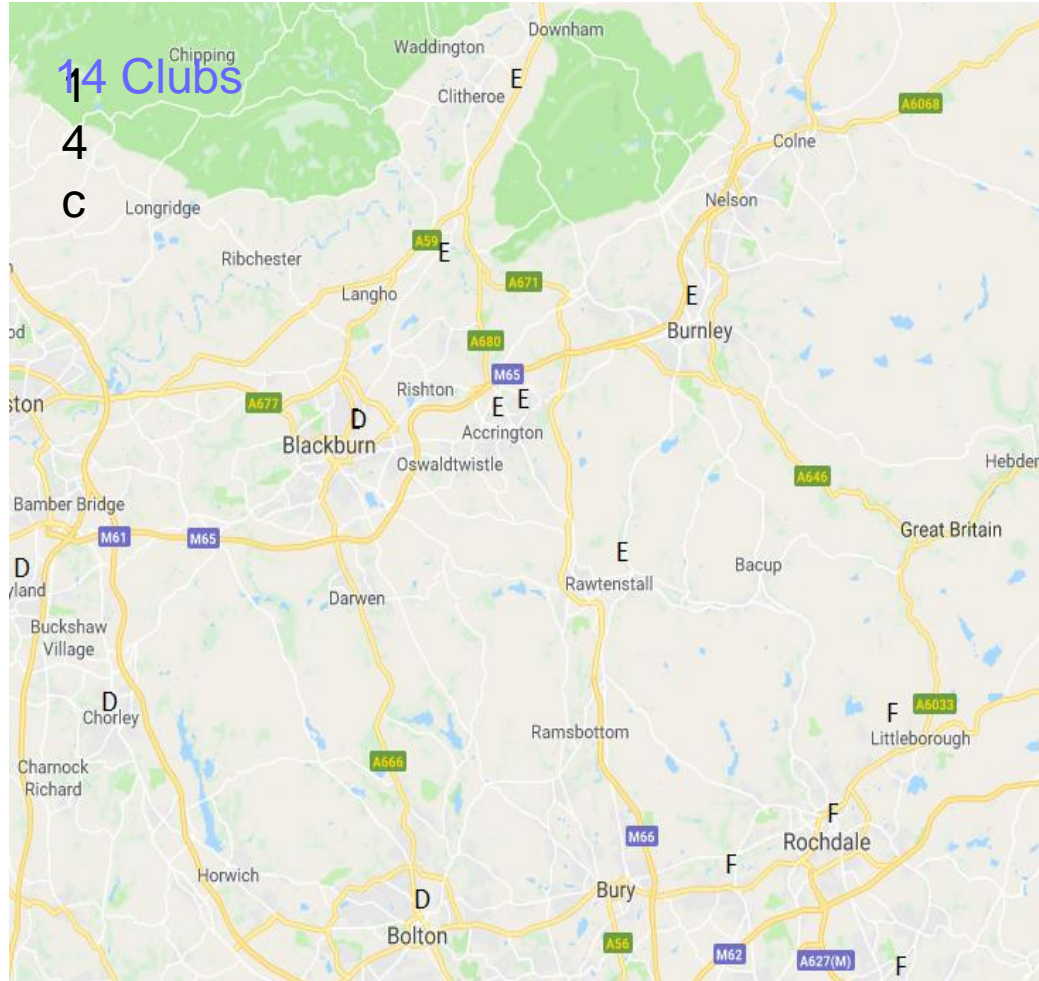 Downham
Waddington
Chipping
14 Clubs
1
4
c
E
Clitheroe
A6068
Colne
Nelson
Longridge
A59
E
Ribchester
A671
Langho
E
Burnley
A680
M65
Rishton
E
E
A677
ston
D
Accrington
Blackburn
Oswaldtwistle
Hebden
A646
Bamber Bridge
Great Britain
M61
M65
E
D
Bacup
yland
Rawtenstall
Darwen
Buckshaw
Village
D
Chorley
A6033
F
Ramsbottom
Littleborough
A666
Charnock
Richard
F
M66
Rochdale
F
Horwich
Bury
D
Bolton
A56
M62
A627(M)
F